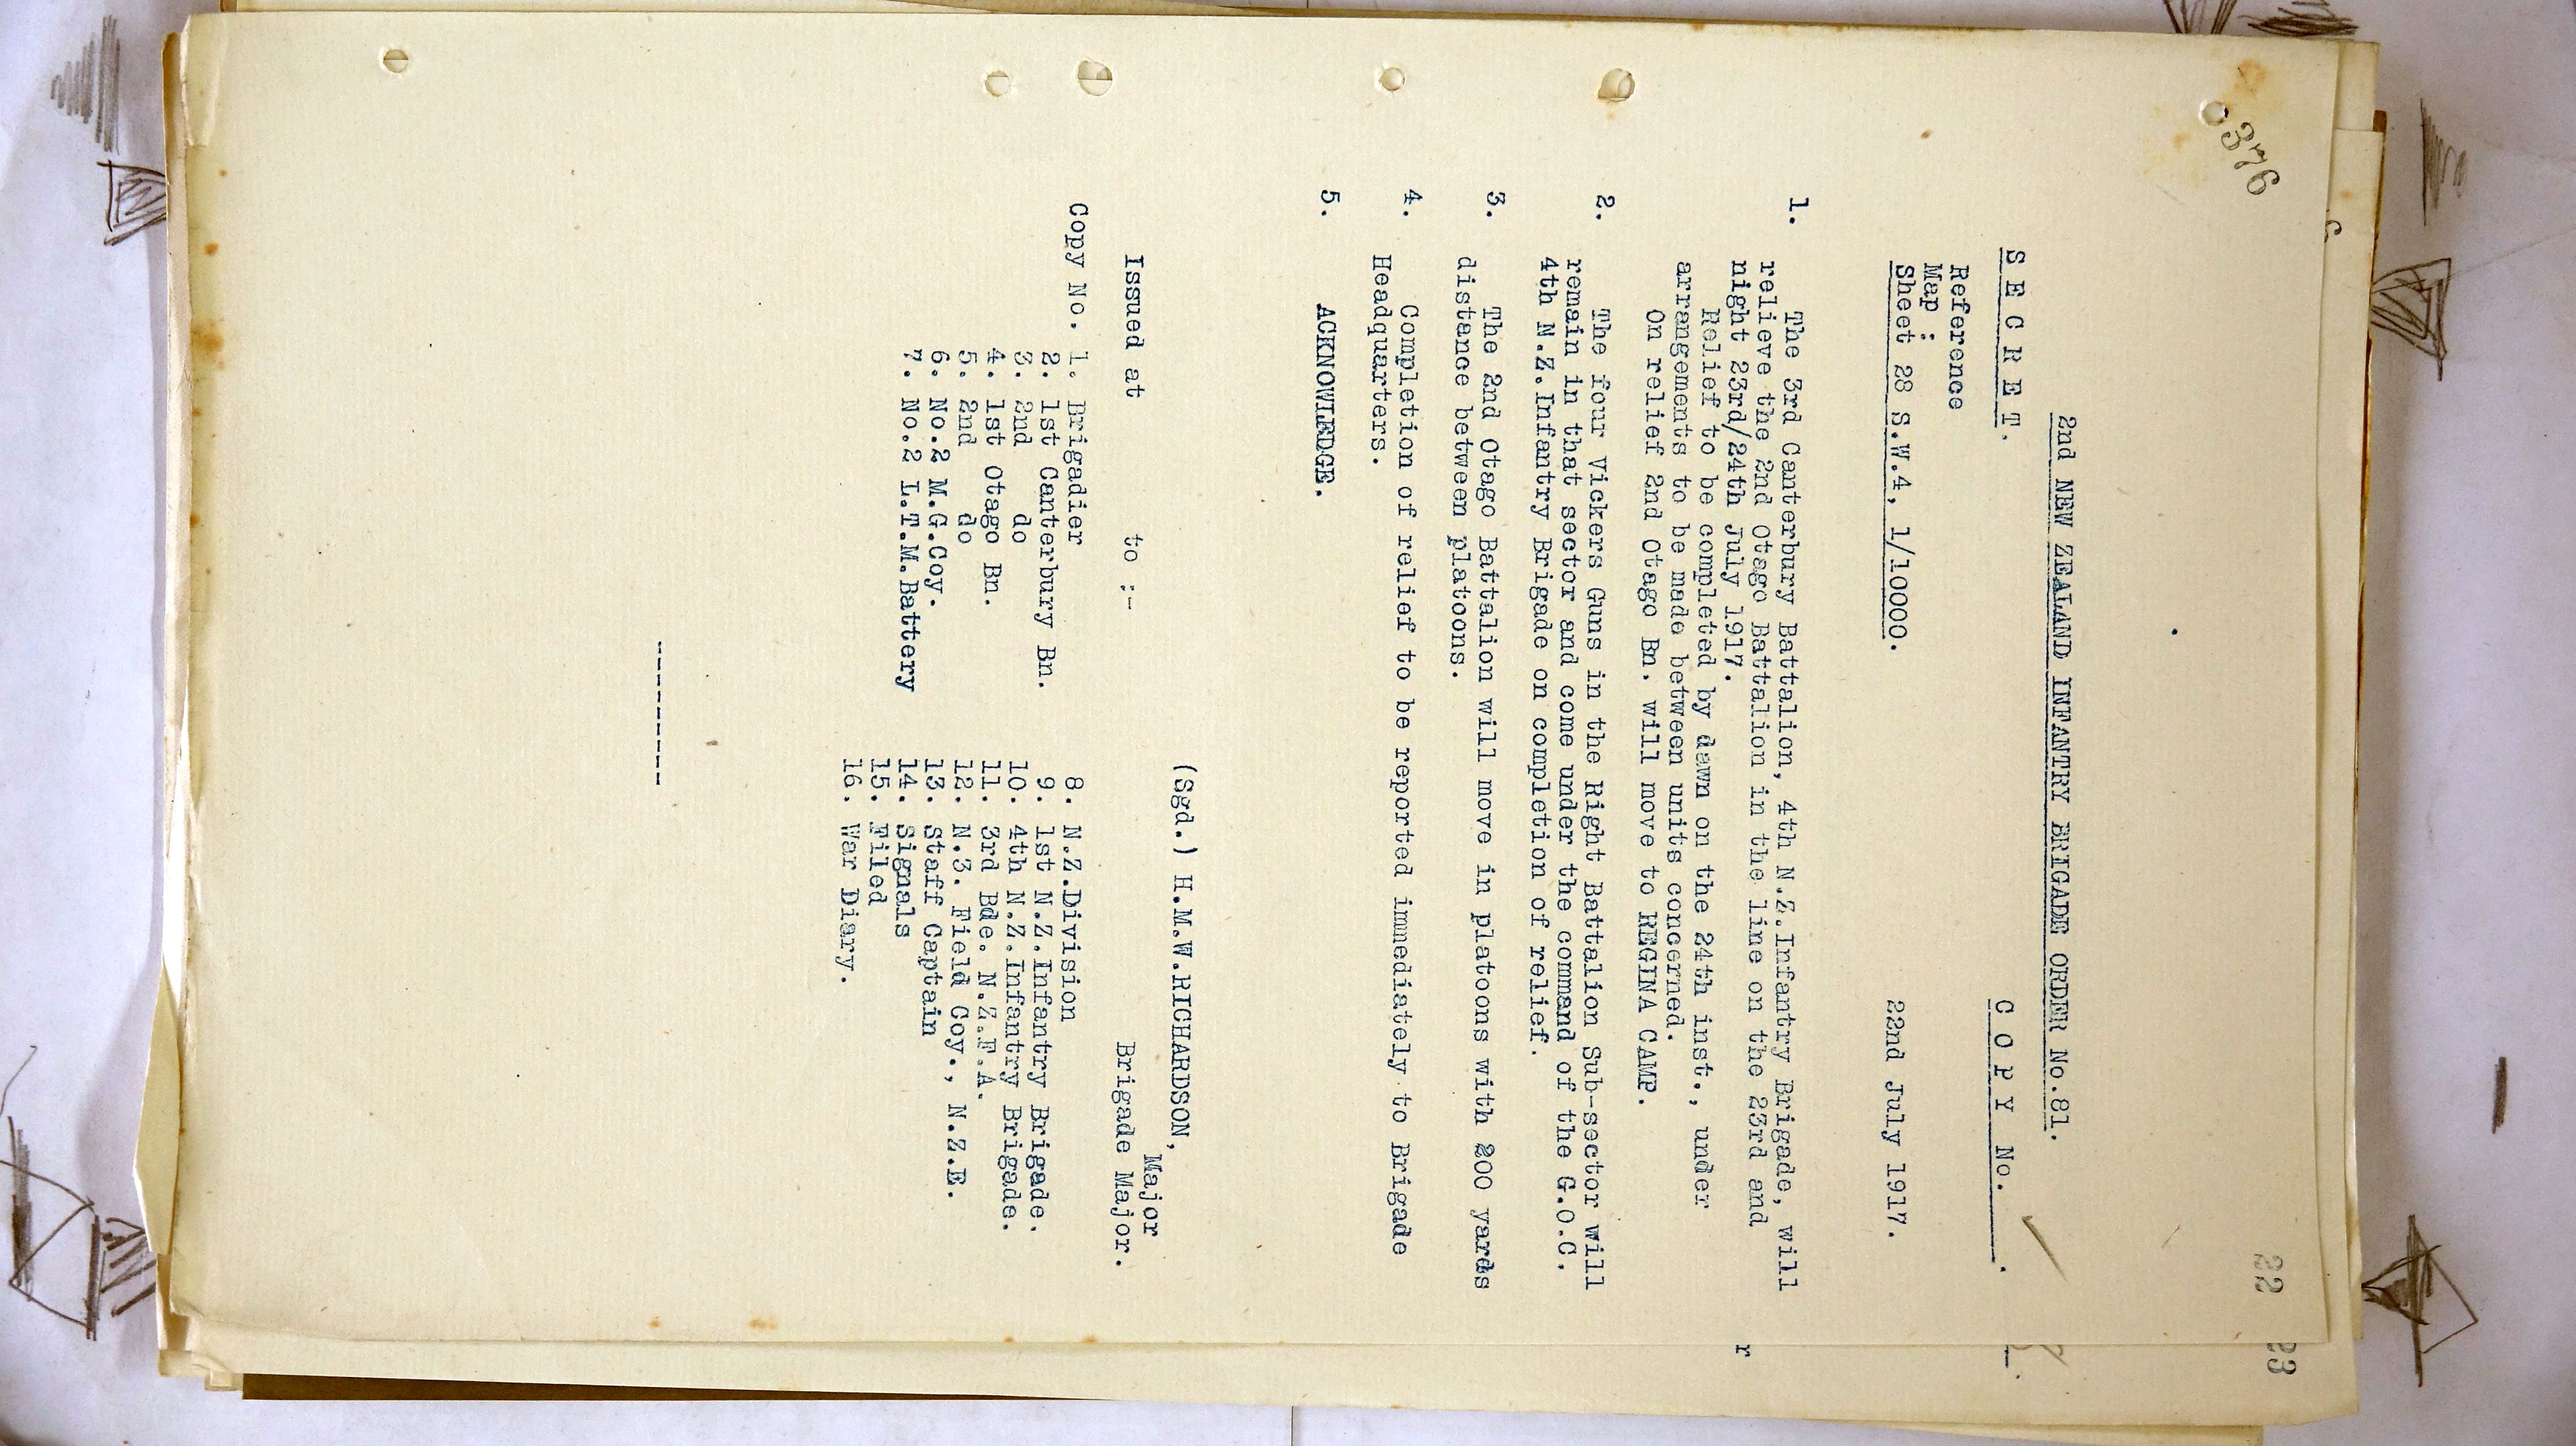 376
22
23
2nd NEW ZEALAND INFANTRY BRIGADE ORDER No.81.
S E C R E T.
C O P Y No.       .
Reference
Map :
Sheet 28 S.W.4, 1/10000.
22nd July 1917.
1. The 3rd Canterbury Battalion, 4th N.Z.Infantry Brigade, will
relieve the 2nd Otago Battalion in the line on the 23rd and
night 23rd/24th July 1917.
Relief to be completed by dawn on the 24th inst., under
arrangements to be made between units concerned.
On relief 2nd Otago Bn. will move to REGINA CAMP.
2. The four Vickers Guns in the Right Battalion Sub-sector will
remain in that sector and come under the command of the G.O.C.
4th N.Z.Infantry Brigade on completion of relief.
3. The 2nd Otago Battalion will move in platoons with 200 yards
distance between platoons.
4. Completion of relief to be reported immediately to Brigade
Headquarters.
5. ACKNOWLEDGE.
(Sgd.) H.M.W.RICHARDSON,
Major
Brigade Major.
Issued at to :-
Copy No. 1. Brigadier
2. 1st Canterbury Bn.
3. 2nd do
4. 1st Otago Bn.
5. 2nd do
6. No.2 M.G.Coy.
7. No.2 L.T.M.Battery
8. N.Z.Division
9. 1st N.Z.Infantry Brigade.
10. 4th N.Z.Infantry Brigade.
11. 3rd Bde. N.Z.F.A.
12. N.3. Field Coy., N.Z.E.
13. Staff Captain
14. Signals
15. Filed
16. War Diary.
----------
r